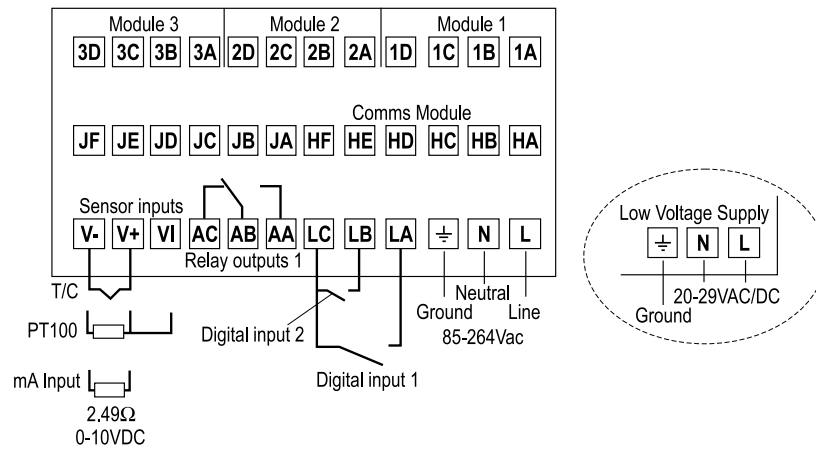 Module 3 Module 2 Module 1
3D 3C 3B 3A 2D 2C 2B 2A 1D 1C 1B 1A
Comms Module
JF JE JD JC JB JA HF HE HD HC HB HA
Sensor inputs
V- V+ VI AC AB AA LC LB LA N L
Relay outputs 1
T/C
PT100
mA Input
2.49Ω
0-10VDC
Digital input 2
Digital input 1
Ground Neutral Line
85-264Vac
Low Voltage Supply
N L
20-29VAC/DC
Ground